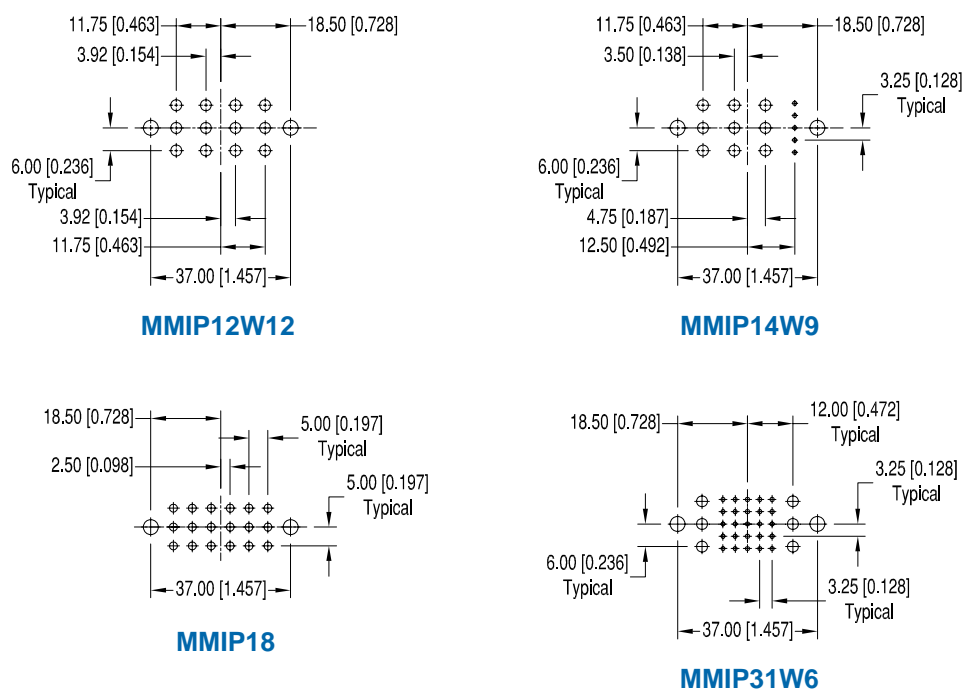 11.75 [0.463]
18.50 [0.728]
3.92 [0.154]
6.00 [0.236]
Typical
3.92 [0.154]
11.75 [0.463]
37.00 [1.457]
MMIP12W12
11.75 [0.463]
18.50 [0.728]
3.50 [0.138]
3.25 [0.128]
Typical
6.00 [0.236]
Typical
4.75 [0.187]
12.50 [0.492]
37.00 [1.457]
MMIP14W9
18.50 [0.728]
5.00 [0.197]
Typical
2.50 [0.098]
5.00 [0.197]
Typical
37.00 [1.457]
MMIP18
18.50 [0.728]
12.00 [0.472]
Typical
3.25 [0.128]
Typical
6.00 [0.236]
Typical
3.25 [0.128]
Typical
37.00 [1.457]
MMIP31W6